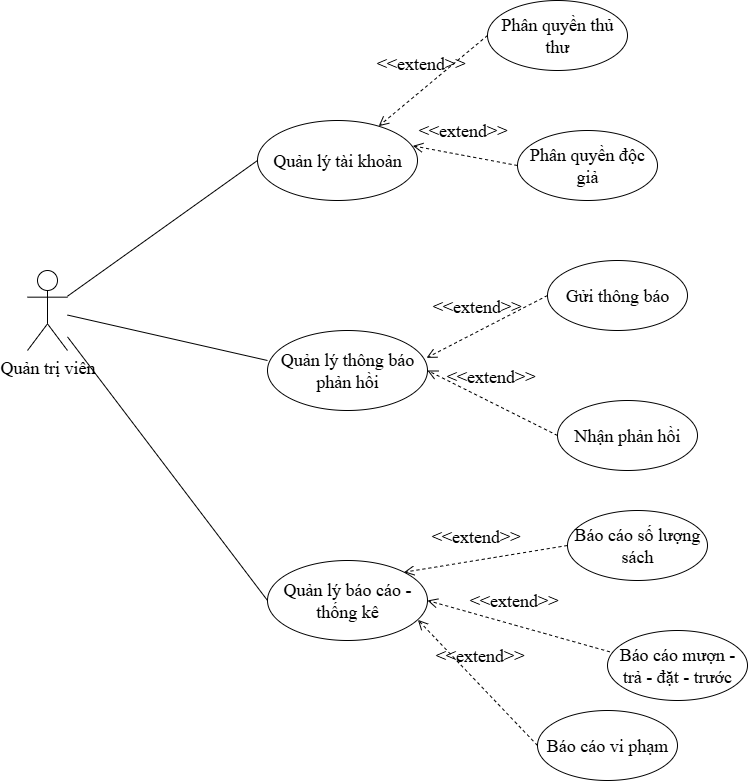 Phân quyền thủ
thư
<<extend>>
<<extend>>
Quản lý tài khoản
Phân quyền độc
giả
Gửi thông báo
<<extend>>
Quản trị viên
Quản lý thông báo
phản hồi
<<extend>>
Nhận phản hồi
<<extend>>
Báo cáo số lượng
sách
Quản lý báo cáo -
thống kê
<<extend>>
<<extend>>
Báo cáo mượn -
trả - đặt - trước
Báo cáo vi phạm